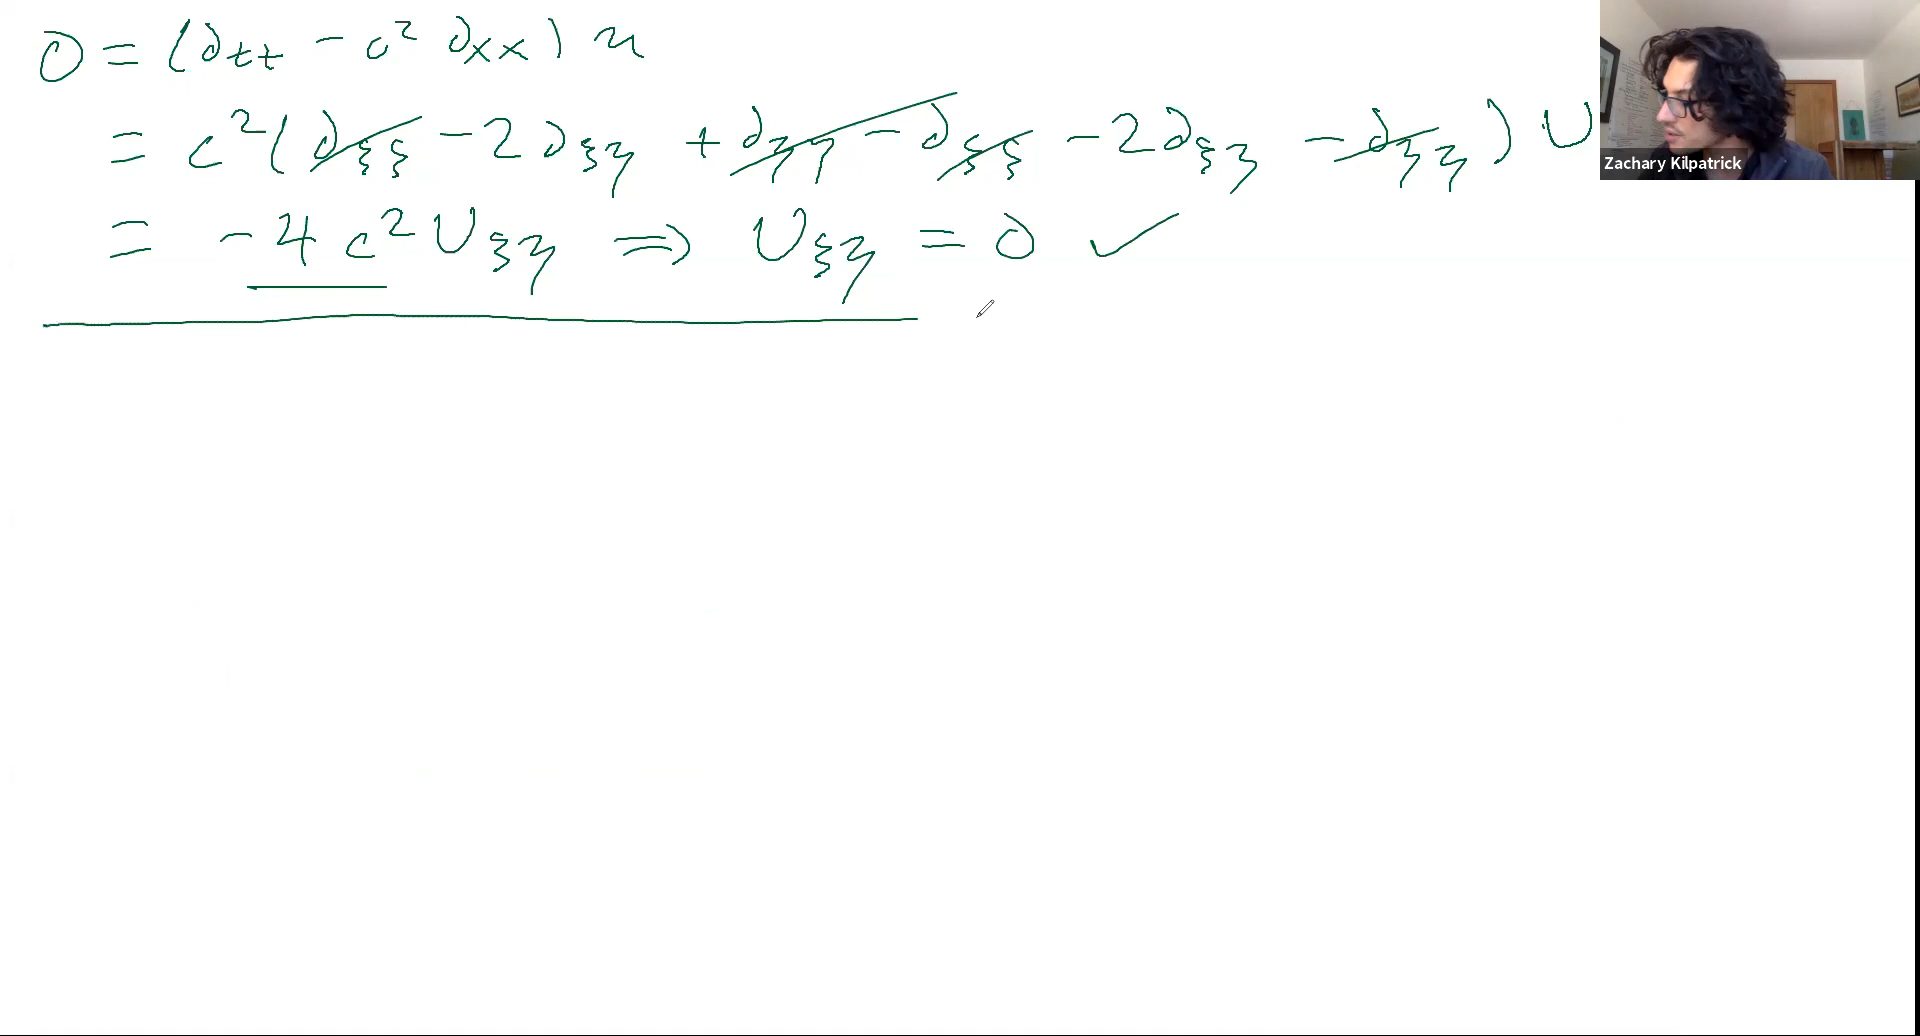 0 = (∂tt - c² ∂xx) u
= c²(∂ξξ - 2∂ξη + ∂ηη - ∂ξξ - 2∂ξη - ∂ηη) U
= -4c² Uξη ⇒ Uξη = 0 ✓
Zachary Kilpatrick